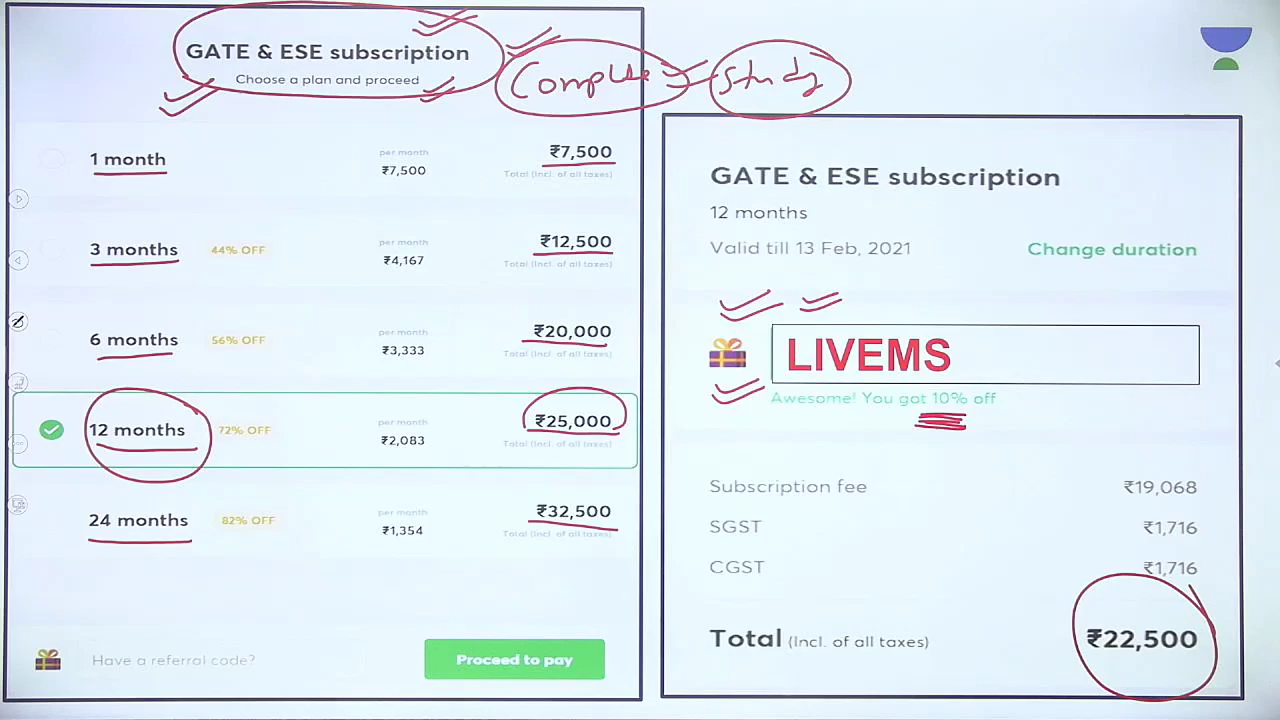 GATE & ESE subscription
Choose a plan and proceed
Complete Study
1 month
per month
₹7,500
₹7,500
Total (Incl. of all taxes)
3 months
44% OFF
per month
₹4,167
₹12,500
Total (Incl. of all taxes)
6 months
56% OFF
per month
₹3,333
₹20,000
Total (Incl. of all taxes)
12 months
72% OFF
per month
₹2,083
₹25,000
Total (Incl. of all taxes)
24 months
82% OFF
per month
₹1,354
₹32,500
Total (Incl. of all taxes)
Have a referral code?
Proceed to pay
GATE & ESE subscription
12 months
Valid till 13 Feb, 2021
Change duration
LIVEMS
Awesome! You got 10% off
Subscription fee ₹19,068
SGST ₹1,716
CGST ₹1,716
Total (Incl. of all taxes) ₹22,500